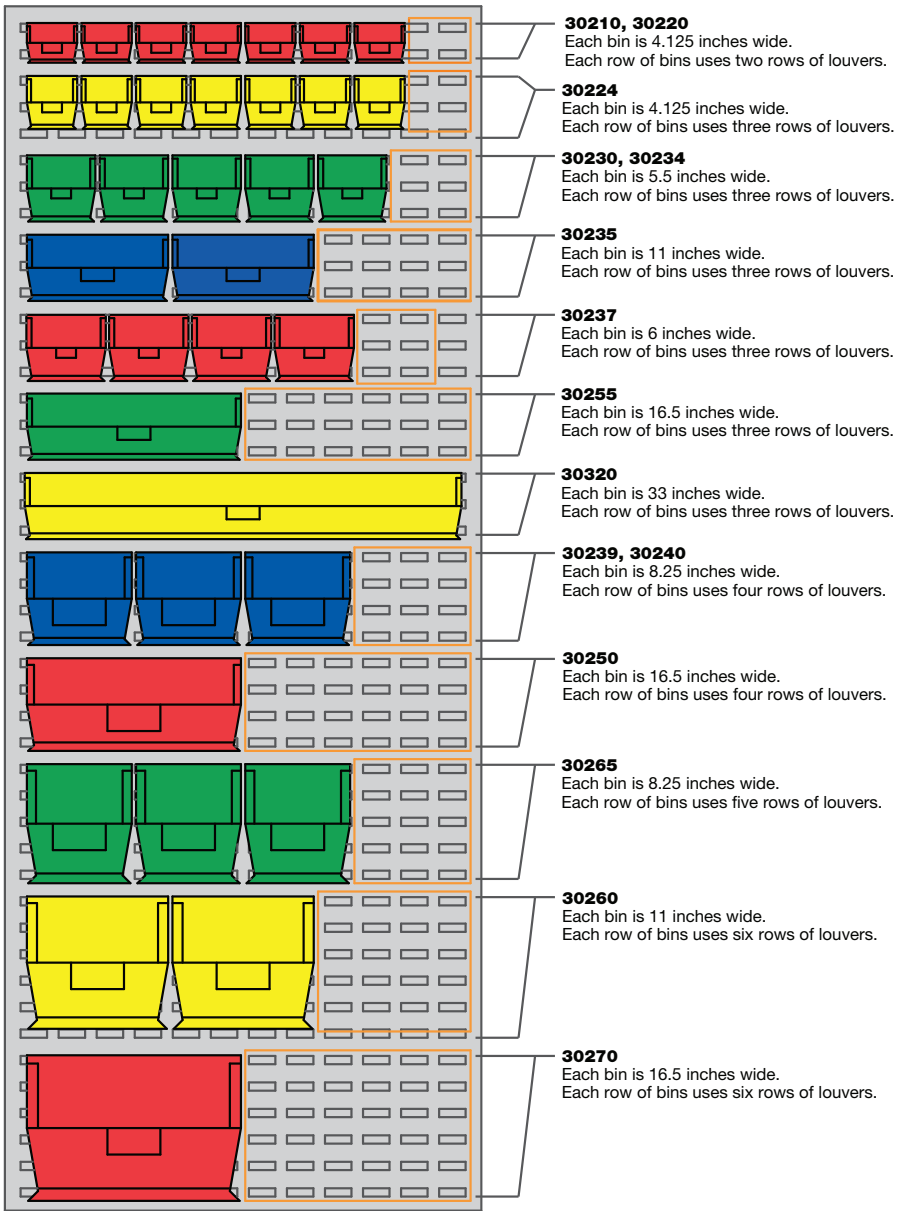 30210, 30220
Each bin is 4.125 inches wide.
Each row of bins uses two rows of louvers.
30224
Each bin is 4.125 inches wide.
Each row of bins uses three rows of louvers.
30230, 30234
Each bin is 5.5 inches wide.
Each row of bins uses three rows of louvers.
30235
Each bin is 11 inches wide.
Each row of bins uses three rows of louvers.
30237
Each bin is 6 inches wide.
Each row of bins uses three rows of louvers.
30255
Each bin is 16.5 inches wide.
Each row of bins uses three rows of louvers.
30320
Each bin is 33 inches wide.
Each row of bins uses three rows of louvers.
30239, 30240
Each bin is 8.25 inches wide.
Each row of bins uses four rows of louvers.
30250
Each bin is 16.5 inches wide.
Each row of bins uses four rows of louvers.
30265
Each bin is 8.25 inches wide.
Each row of bins uses five rows of louvers.
30260
Each bin is 11 inches wide.
Each row of bins uses six rows of louvers.
30270
Each bin is 16.5 inches wide.
Each row of bins uses six rows of louvers.